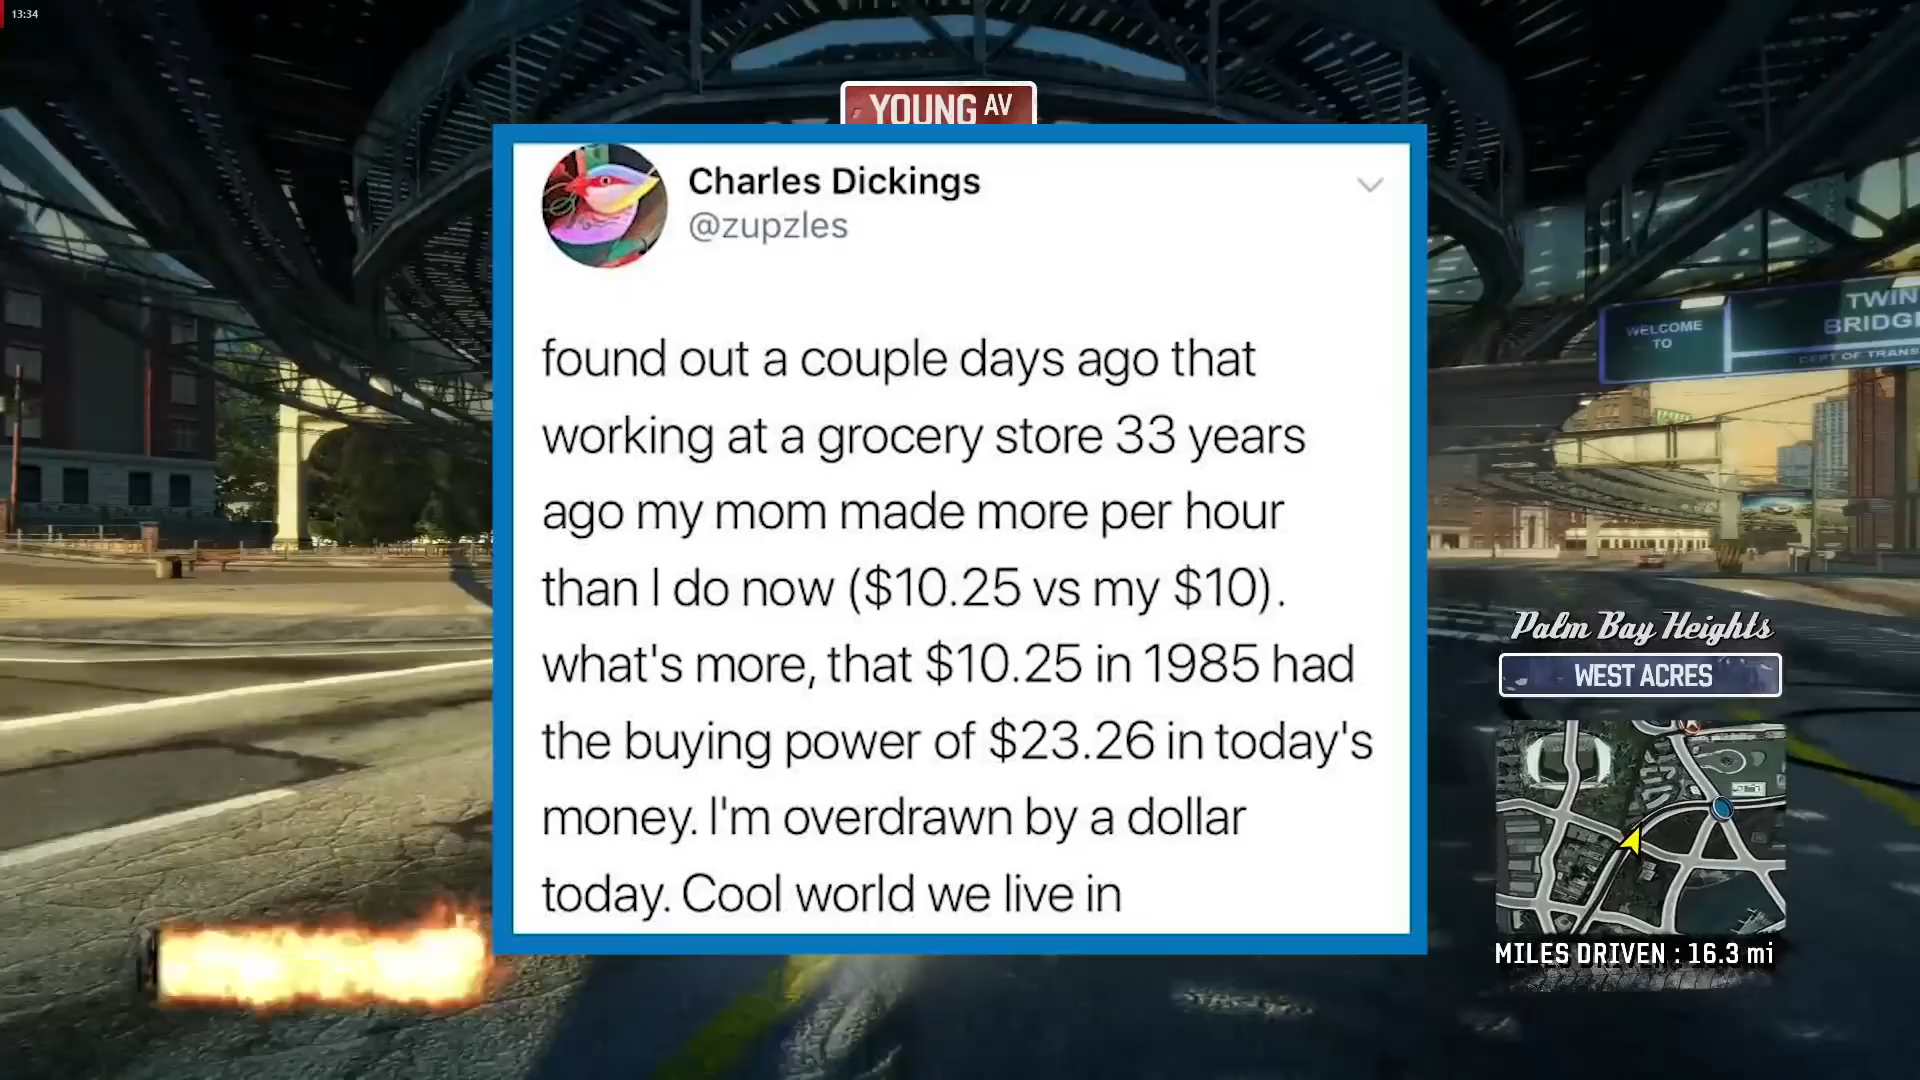 13:34
YOUNG AV
Charles Dickings
@zupzles
found out a couple days ago that
working at a grocery store 33 years
ago my mom made more per hour
than I do now ($10.25 vs my $10).
what's more, that $10.25 in 1985 had
the buying power of $23.26 in today's
money. I'm overdrawn by a dollar
today. Cool world we live in
WELCOME
TO
TWIN
DEPT OF TRANS
Palm Bay Heights
WEST ACRES
MILES DRIVEN : 16.3 mi